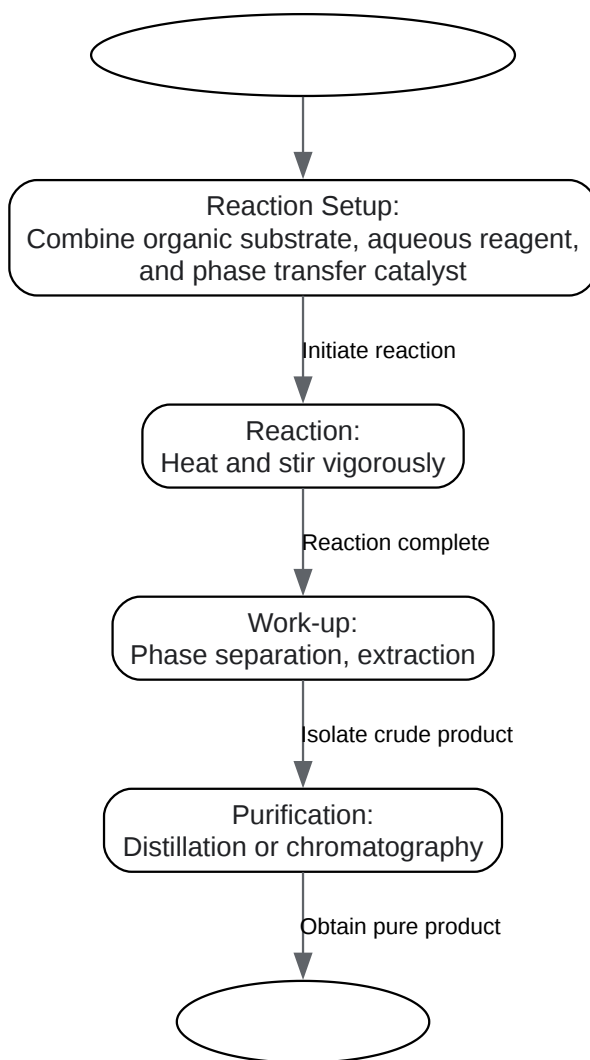 Reaction Setup:
Combine organic substrate, aqueous reagent,
and phase transfer catalyst
Initiate reaction
Reaction:
Heat and stir vigorously
Reaction complete
Work-up:
Phase separation, extraction
Isolate crude product
Purification:
Distillation or chromatography
Obtain pure product